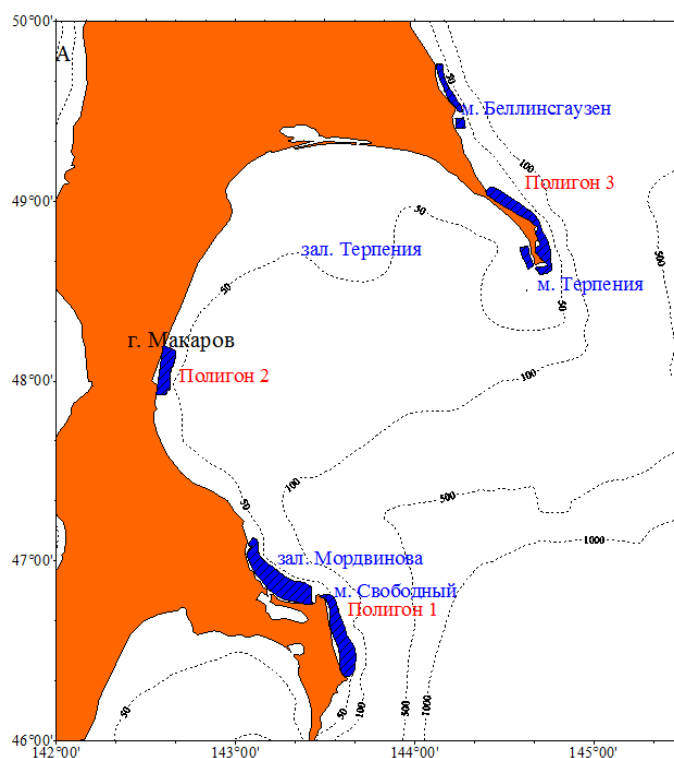 50°00'
А
50
м. Беллинсгаузен
100
Полигон 3
49°00'
50
зал. Терпения
500
50
м. Терпения
50
г. Макаров
Полигон 2
48°00'
100
50
100
500
1000
47°00'
зал. Мордвинова
м. Свободный
Полигон 1
50
50
100
500
1000
46°00'
142°00'
143°00'
144°00'
145°00'